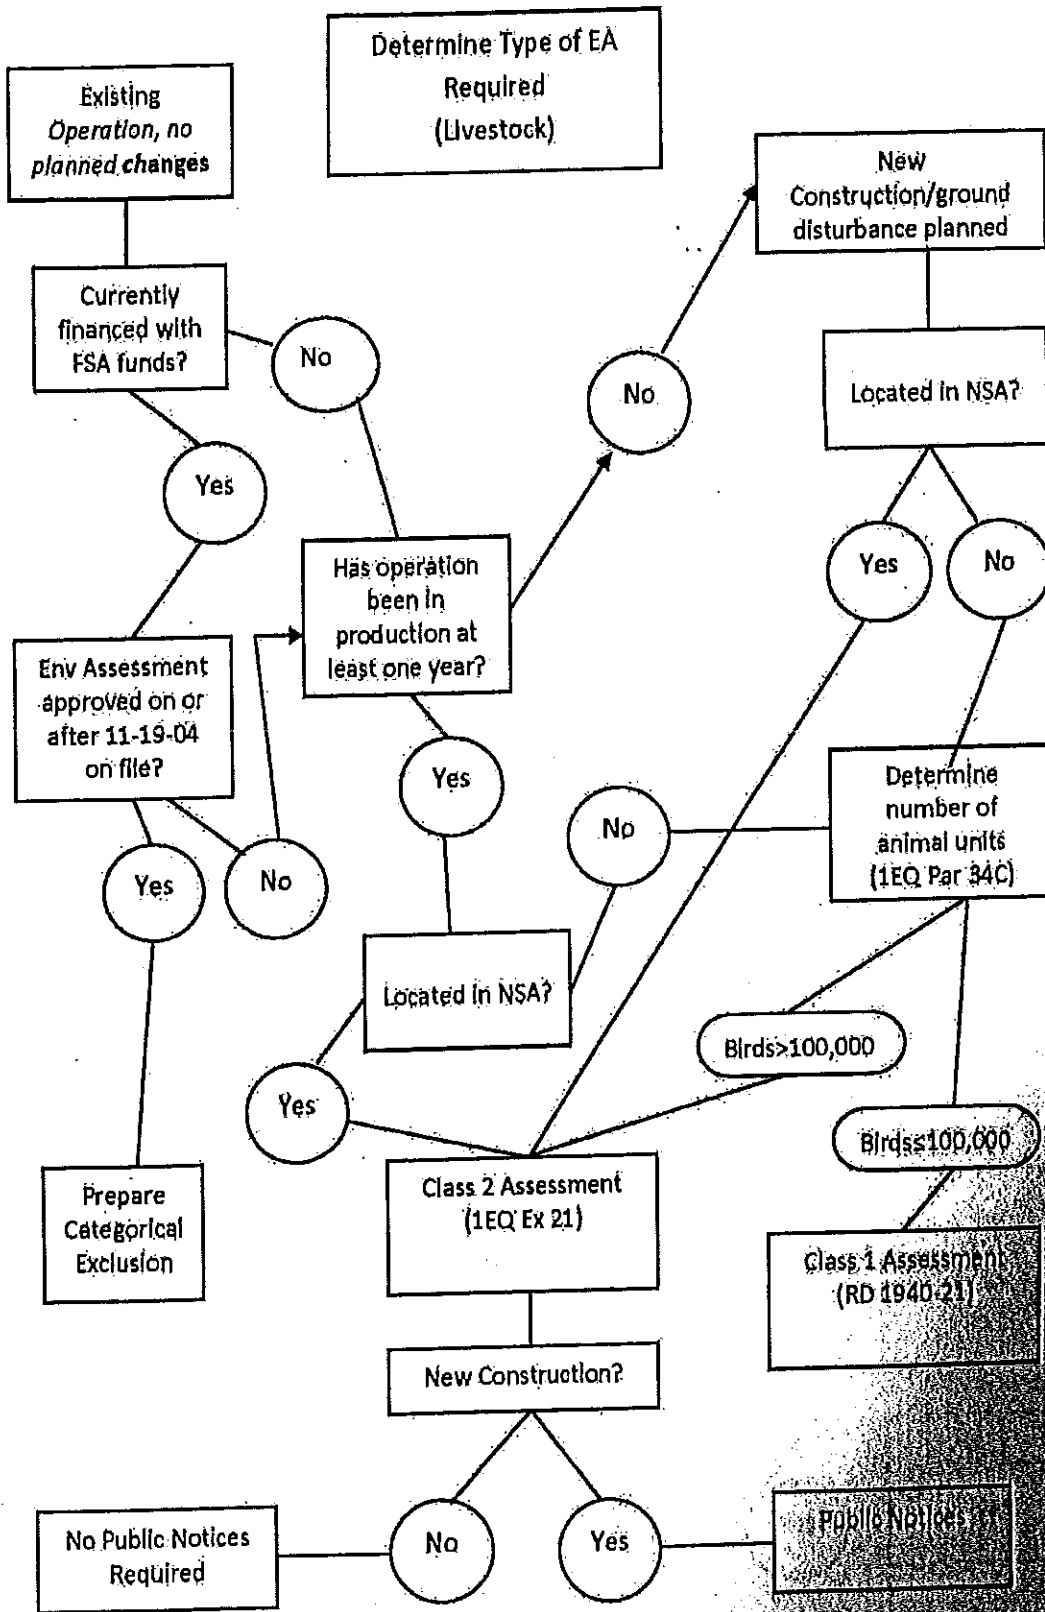 Determine Type of EA
Required
(Livestock)
Existing
Operation, no
planned changes
New
Construction/ground
disturbance planned
Currently
financed with
FSA funds?
No
No
Located in NSA?
Yes
Has operation
been in
production at
least one year?
Yes
No
Env Assessment
approved on or
after 11-19-04
on file?
Yes
No
Determine
number of
animal units
(1EQ Par 34C)
Yes
No
Located in NSA?
Birds>100,000
Yes
Birds≤100,000
Prepare
Categorical
Exclusion
Class 2 Assessment
(1EQ Ex 21)
Class 1 Assessment
(RD 1940-21)
New Construction?
No Public Notices
Required
No
Yes
Public Notices